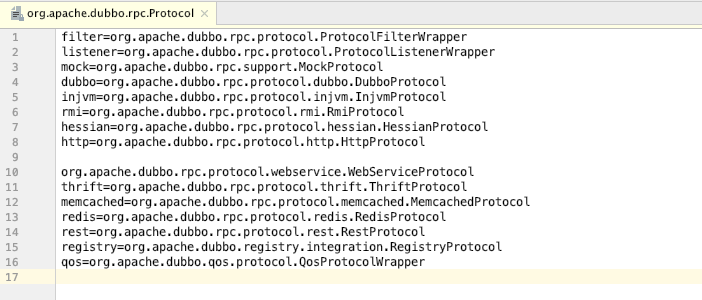 org.apache.dubbo.rpc.Protocol
1 filter=org.apache.dubbo.rpc.protocol.ProtocolFilterWrapper
2 listener=org.apache.dubbo.rpc.protocol.ProtocolListenerWrapper
3 mock=org.apache.dubbo.rpc.support.MockProtocol
4 dubbo=org.apache.dubbo.rpc.protocol.dubbo.DubboProtocol
5 injvm=org.apache.dubbo.rpc.protocol.injvm.InjvmProtocol
6 rmi=org.apache.dubbo.rpc.protocol.rmi.RmiProtocol
7 hessian=org.apache.dubbo.rpc.protocol.hessian.HessianProtocol
8 http=org.apache.dubbo.rpc.protocol.http.HttpProtocol
9
10 org.apache.dubbo.rpc.protocol.webservice.WebServiceProtocol
11 thrift=org.apache.dubbo.rpc.protocol.thrift.ThriftProtocol
12 memcached=org.apache.dubbo.rpc.protocol.memcached.MemcachedProtocol
13 redis=org.apache.dubbo.rpc.protocol.redis.RedisProtocol
14 rest=org.apache.dubbo.rpc.protocol.rest.RestProtocol
15 registry=org.apache.dubbo.registry.integration.RegistryProtocol
16 qos=org.apache.dubbo.qos.protocol.QosProtocolWrapper
17